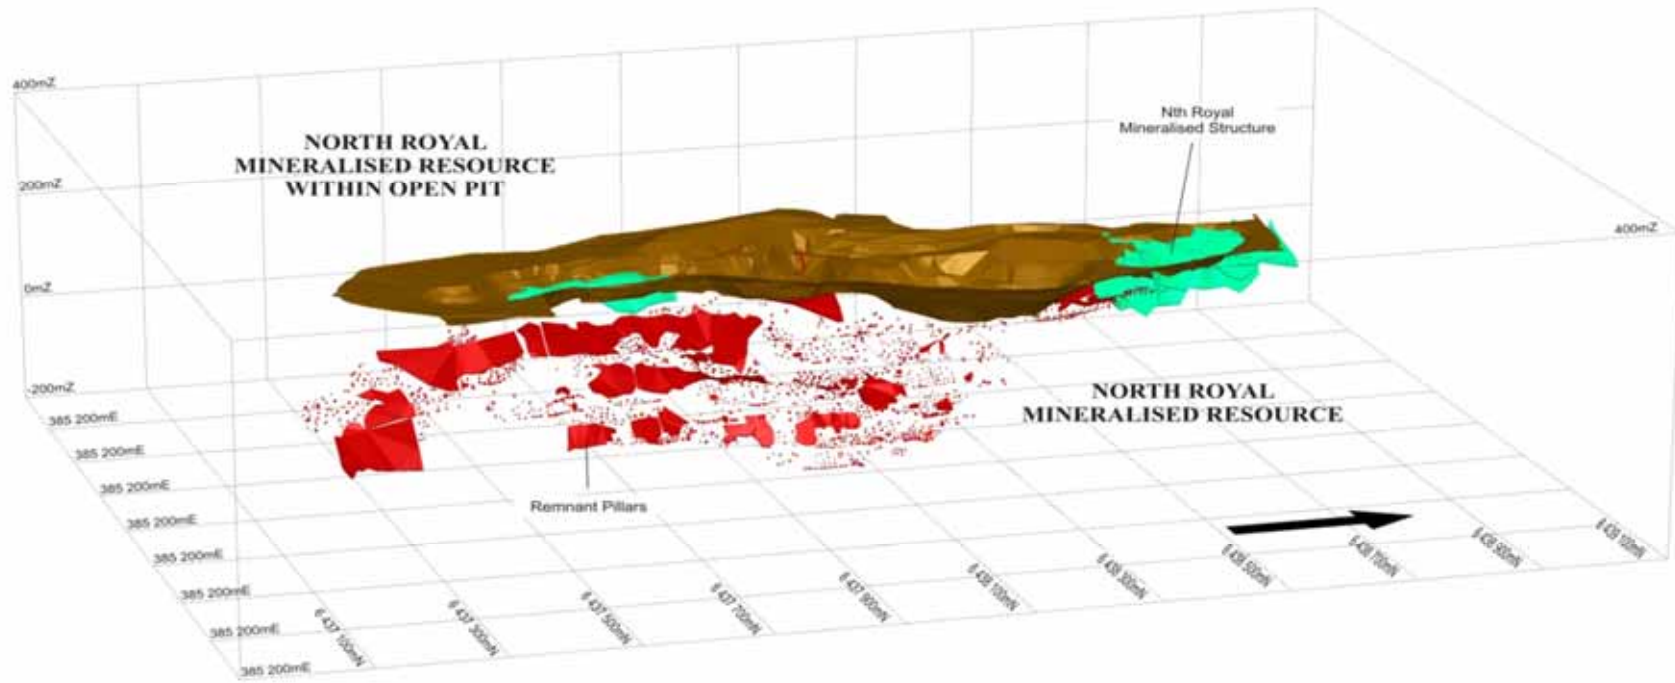 400mZ
NORTH ROYAL
MINERALISED RESOURCE
WITHIN OPEN PIT
Nth Royal
Mineralised Structure
200mZ
400mZ
0mZ
-200mZ
NORTH ROYAL
MINERALISED RESOURCE
385 200mE
385 200mE
385 200mE
385 200mE
385 200mE
385 200mE
385 200mE
385 200mE
Remnant Pillars
6 437 100mN
6 437 300mN
6 437 500mN
6 437 700mN
6 437 900mN
6 438 100mN
6 438 300mN
6 438 500mN
6 438 700mN
6 438 900mN
6 439 100mN